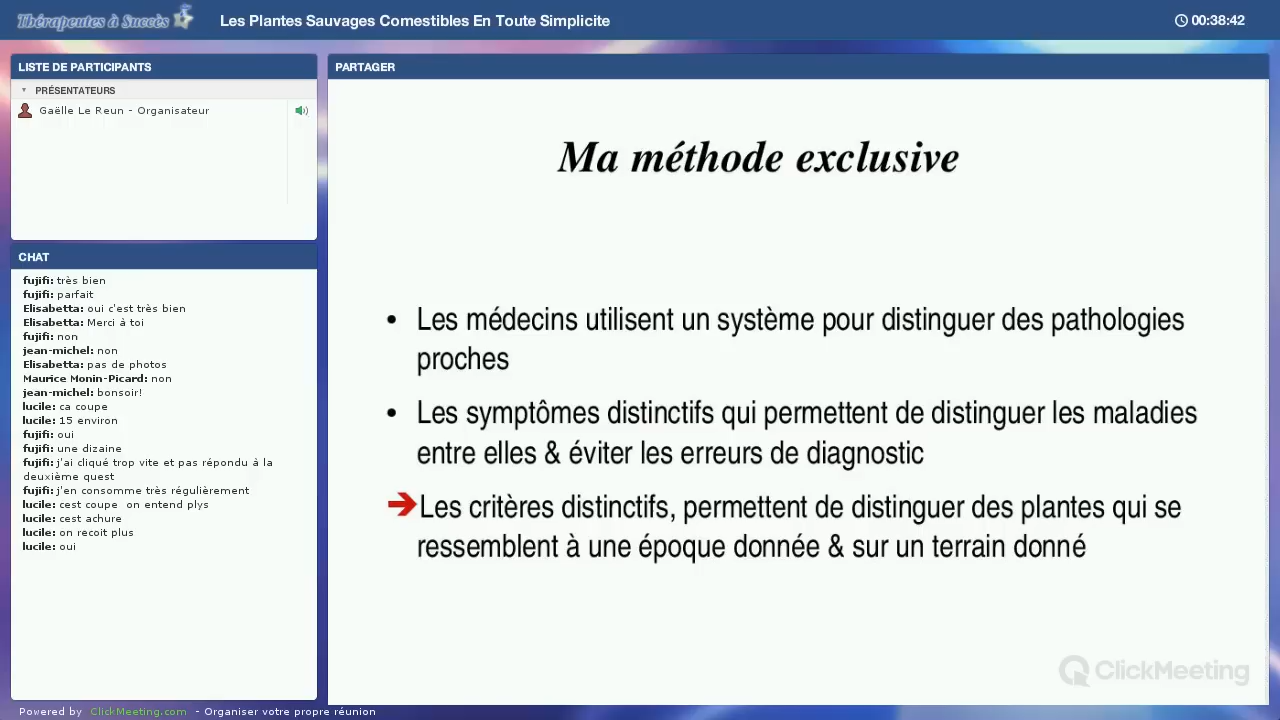 Thérapeutes à Succès
Les Plantes Sauvages Comestibles En Toute Simplicite
00:38:42
LISTE DE PARTICIPANTS
PRÉSENTATEURS
Gaëlle Le Reun - Organisateur
CHAT
fujifi: très bien
fujifi: parfait
Elisabetta: oui c'est très bien
Elisabetta: Merci à toi
fujifi: non
jean-michel: non
Elisabetta: pas de photos
Maurice Monin-Picard: non
jean-michel: bonsoir!
lucile: ca coupe
lucile: 15 environ
fujifi: oui
fujifi: une dizaine
fujifi: j'ai cliqué trop vite et pas répondu à la
deuxième quest
fujifi: j'en consomme très régulièrement
lucile: cest coupe on entend plys
lucile: cest achure
lucile: on recoit plus
lucile: oui
PARTAGER
Ma méthode exclusive
• Les médecins utilisent un système pour distinguer des pathologies
proches
• Les symptômes distinctifs qui permettent de distinguer les maladies
entre elles & éviter les erreurs de diagnostic
Les critères distinctifs, permettent de distinguer des plantes qui se
ressemblent à une époque donnée & sur un terrain donné
ClickMeeting
Powered by ClickMeeting.com - Organiser votre propre réunion